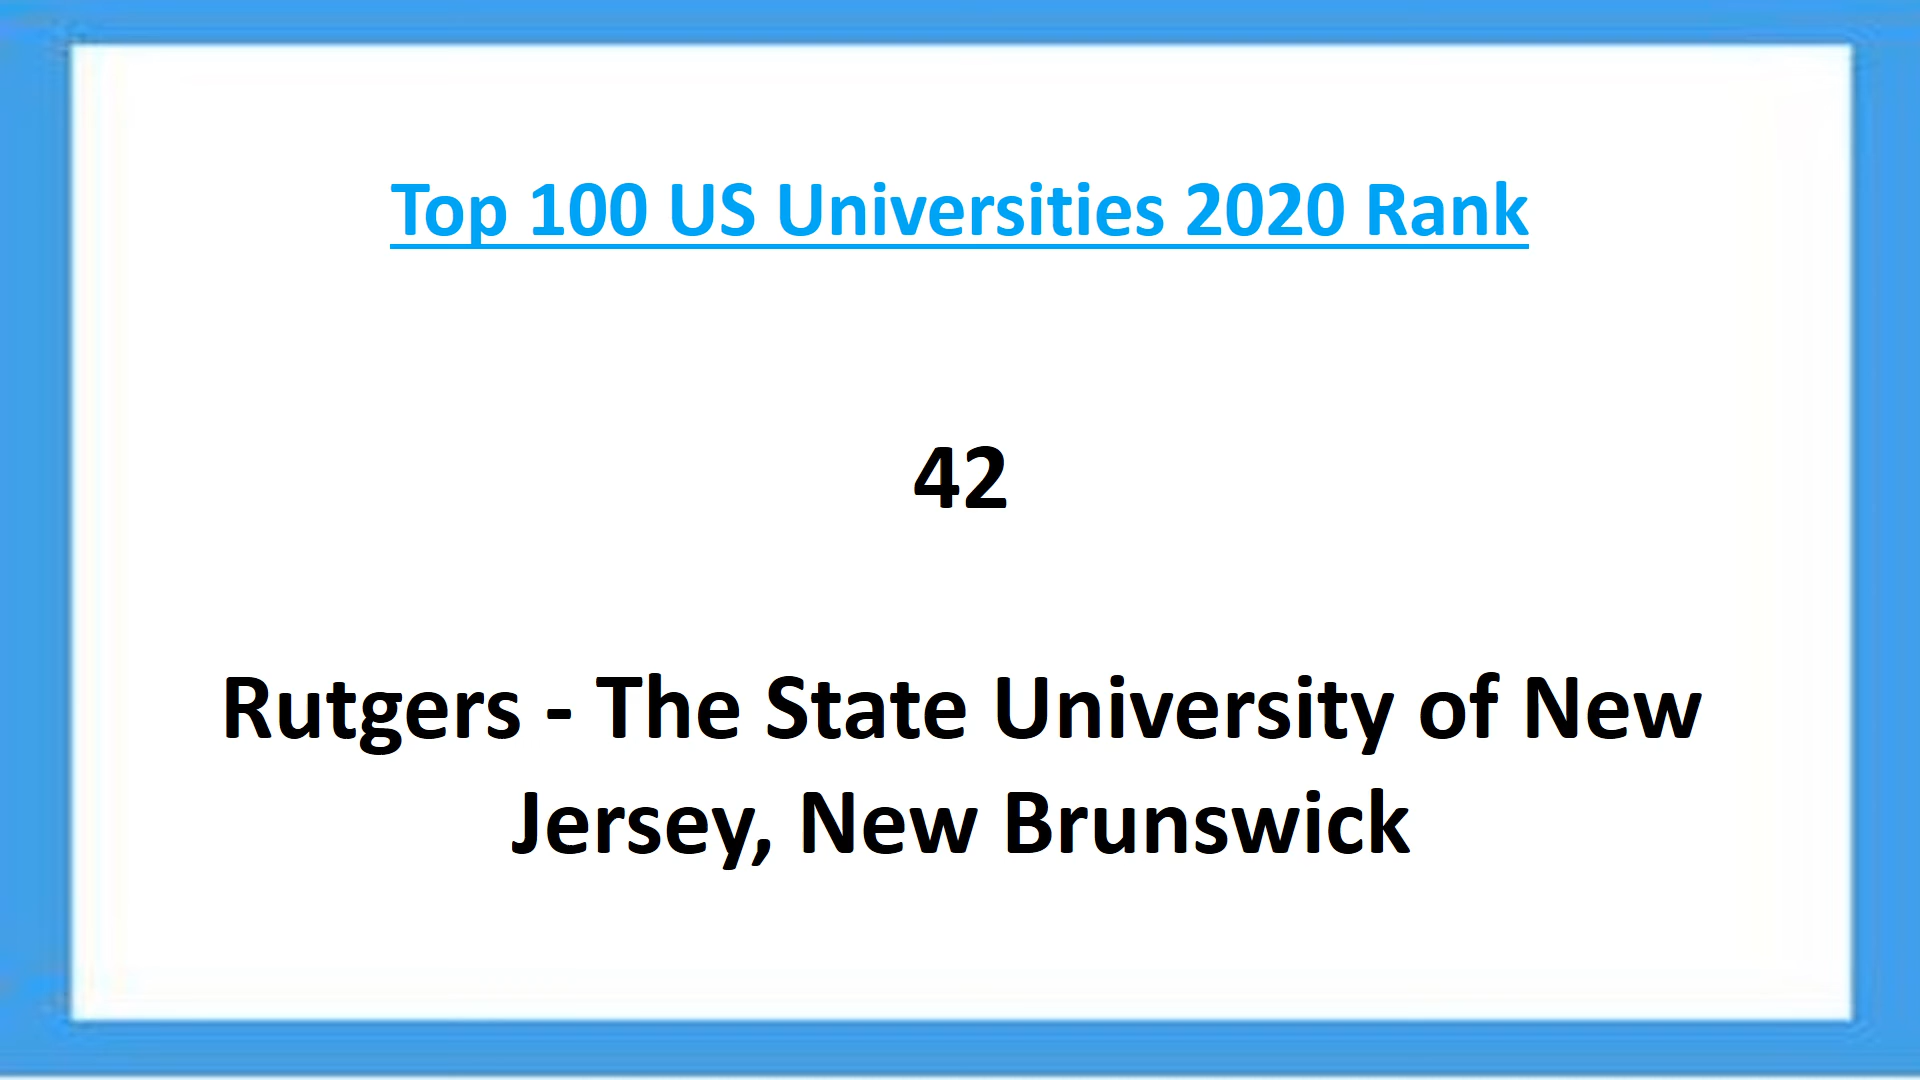 Top 100 US Universities 2020 Rank
42
Rutgers - The State University of New
Jersey, New Brunswick